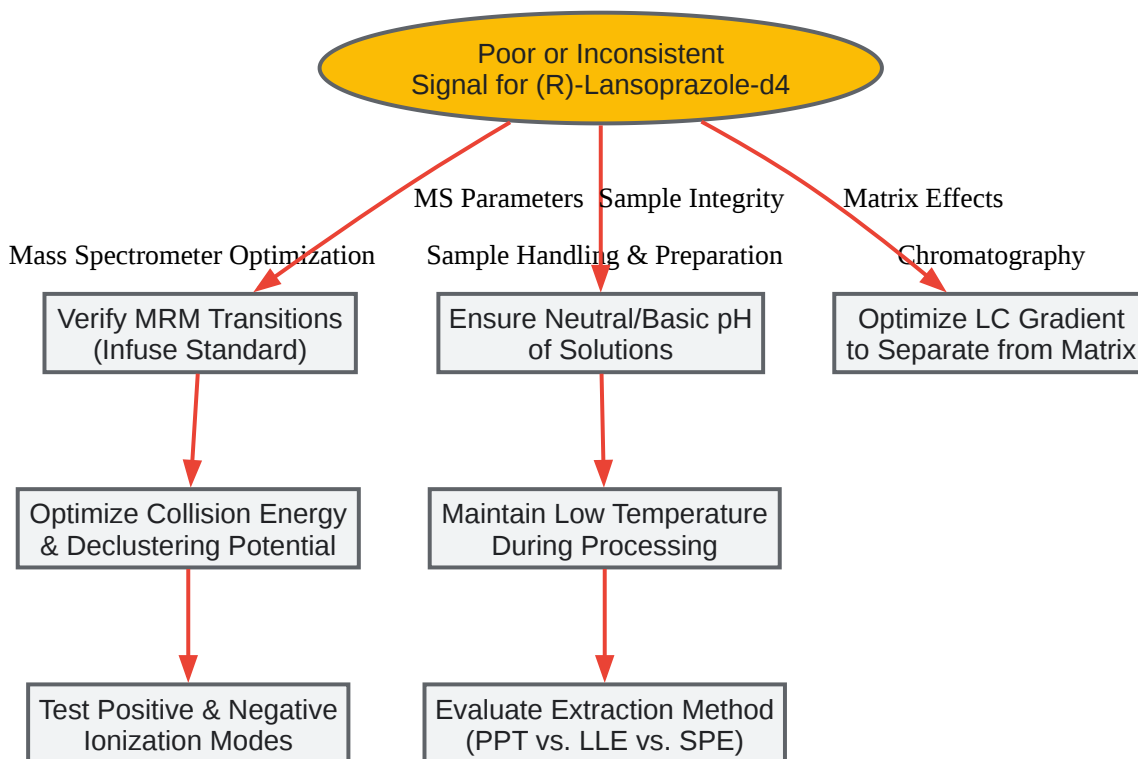 Poor or Inconsistent
Signal for (R)-Lansoprazole-d4
MS Parameters
Sample Integrity
Matrix Effects
Mass Spectrometer Optimization
Sample Handling & Preparation
Chromatography
Verify MRM Transitions
(Infuse Standard)
Ensure Neutral/Basic pH
of Solutions
Optimize LC Gradient
to Separate from Matrix
Optimize Collision Energy
& Declustering Potential
Maintain Low Temperature
During Processing
Test Positive & Negative
Ionization Modes
Evaluate Extraction Method
(PPT vs. LLE vs. SPE)